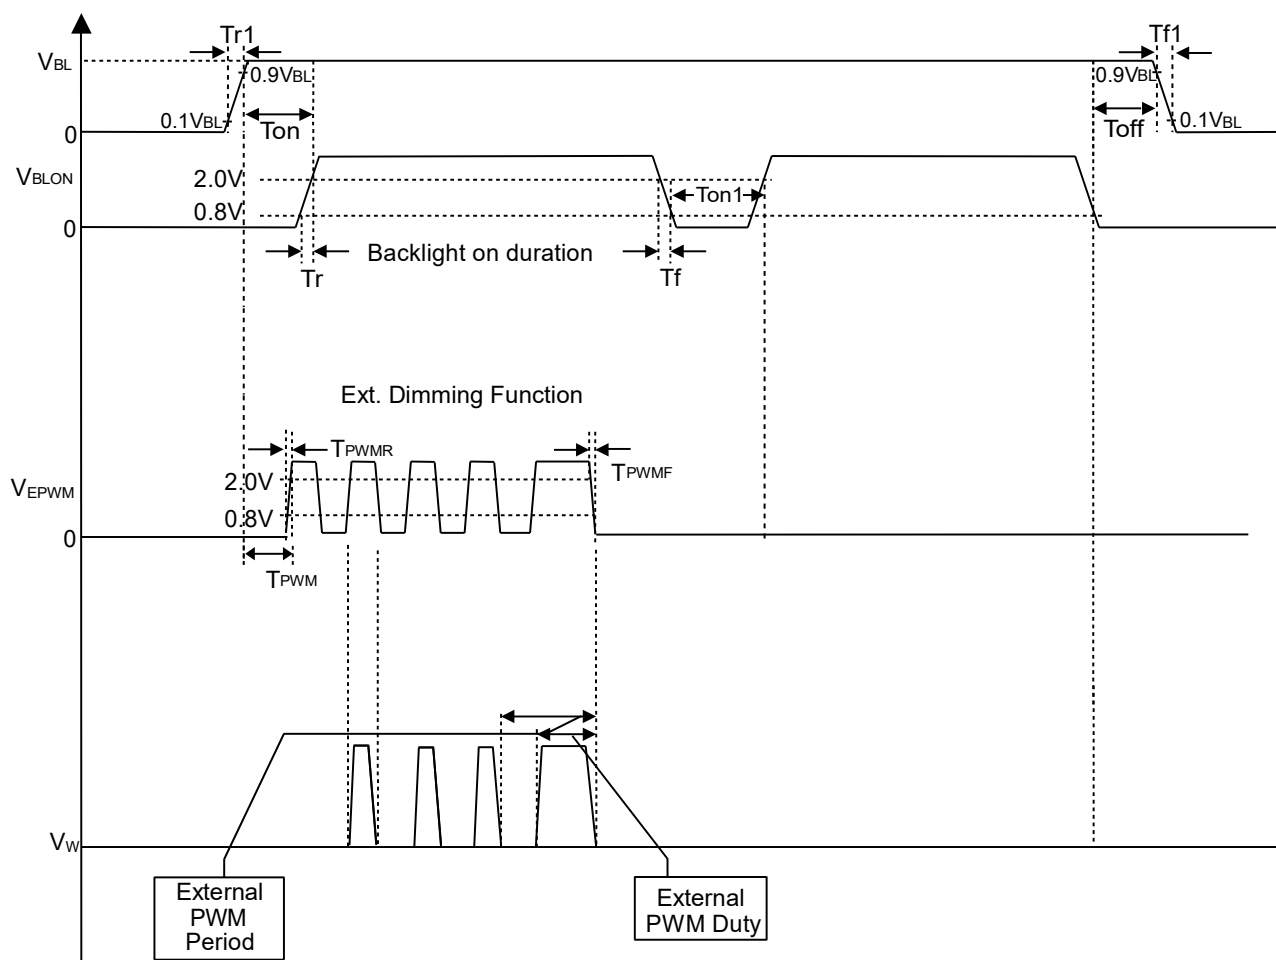 Tr1
Tf1
VBL
0.9VBL
0.9VBL
0.1VBL
Ton
Toff
0.1VBL
0
VBLON
2.0V
Ton1
0.8V
0
Backlight on duration
Tr
Tf
Ext. Dimming Function
TPWMR
TPWMF
VEPWM
2.0V
0.8V
0
TPWM
VW
External
PWM
Period
External
PWM Duty